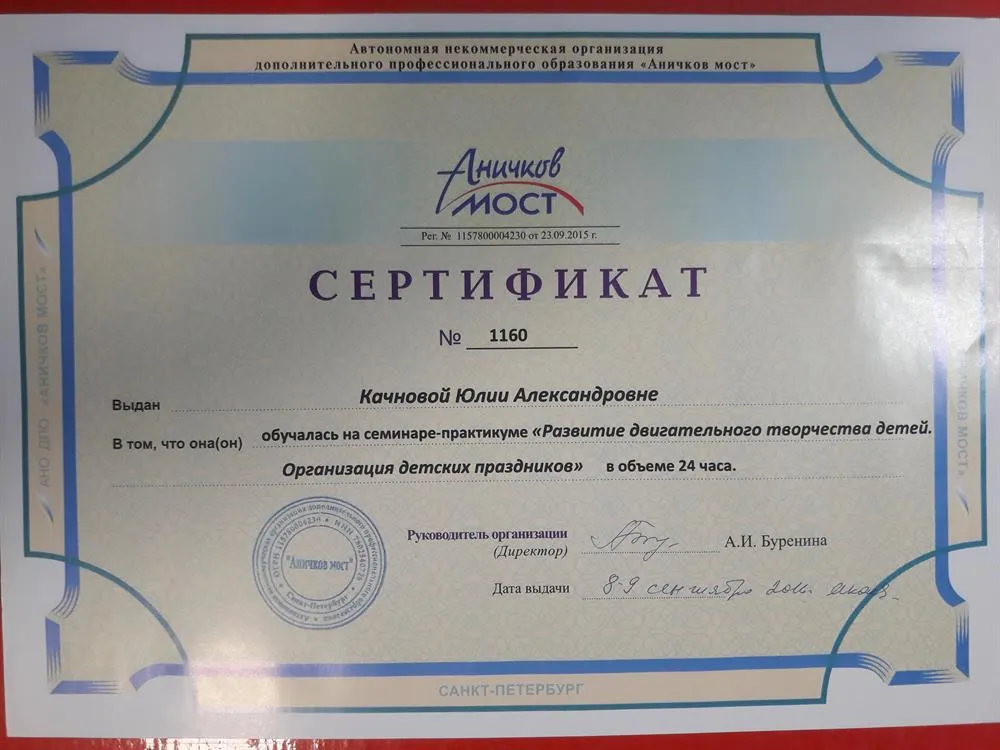 Автономная некоммерческая организация
дополнительного профессионального образования «Аничков мост»
Аничков
мост
Рег. № 1157800004230 от 23.09.2015 г.
СЕРТИФИКАТ
№ 1160
Выдан Качновой Юлии Александровне
В том, что она(он) обучалась на семинаре-практикуме «Развитие двигательного творчества детей.
Организация детских праздников» в объеме 24 часа.
Руководитель организации
(Директор) А.И. Буренина
Дата выдачи 8-9 сентября
"Аничков мост"
Санкт-Петербург
АНО ДПО «АНИЧКОВ МОСТ»
АНИЧКОВ МОСТ»
САНКТ-ПЕТЕРБУРГ